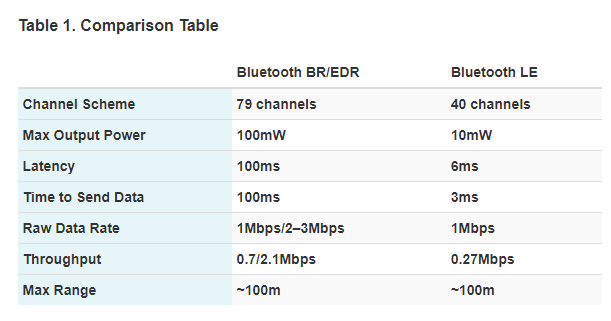 Table 1. Comparison Table
Bluetooth BR/EDR Bluetooth LE
Channel Scheme 79 channels 40 channels
Max Output Power 100mW 10mW
Latency 100ms 6ms
Time to Send Data 100ms 3ms
Raw Data Rate 1Mbps/2–3Mbps 1Mbps
Throughput 0.7/2.1Mbps 0.27Mbps
Max Range ~100m ~100m